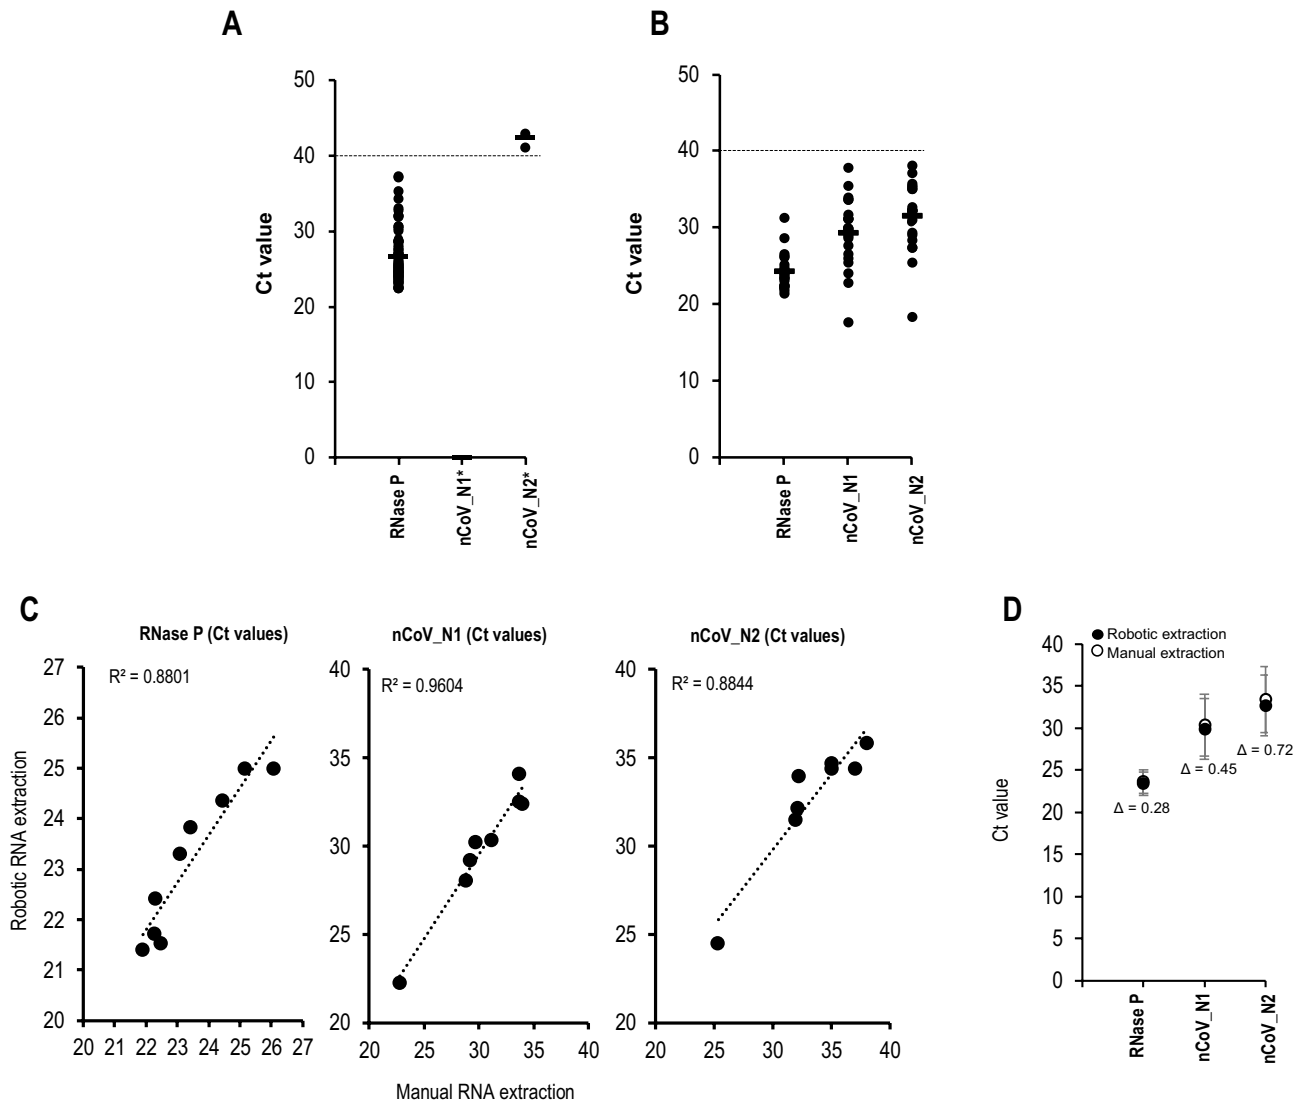 A
50
40
30
20
10
0
Ct value
RNase P
nCoV_N1*
nCoV_N2*
B
50
40
30
20
10
0
Ct value
RNase P
nCoV_N1
nCoV_N2
C
RNase P (Ct values)
R² = 0.8801
27
26
25
24
23
22
21
20
20 21 22 23 24 25 26 27
Robotic RNA extraction
nCoV_N1 (Ct values)
R² = 0.9604
40
35
30
25
20
20 25 30 35 40
Manual RNA extraction
nCoV_N2 (Ct values)
R² = 0.8844
40
35
30
25
20
20 25 30 35 40
D
Robotic extraction
Manual extraction
40
35
30
25
20
15
10
5
0
Ct value
Δ = 0.28
Δ = 0.45
Δ = 0.72
RNase P
nCoV_N1
nCoV_N2